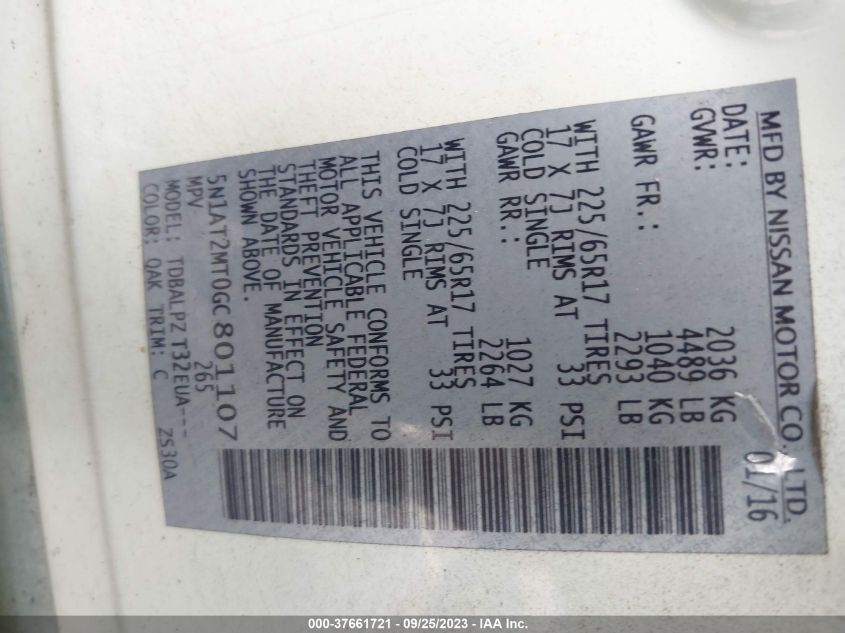 MFD BY NISSAN MOTOR CO., LTD.
DATE: 01/16
GVWR: 2036 KG
4489 LB
GAWR FR.: 1040 KG
2293 LB
WITH 225/65R17 TIRES
17 X 7J RIMS AT 33 PSI
COLD SINGLE
GAWR RR.: 1027 KG
2264 LB
WITH 225/65R17 TIRES
17 X 7J RIMS AT 33 PSI
COLD SINGLE
THIS VEHICLE CONFORMS TO
ALL APPLICABLE FEDERAL
MOTOR VEHICLE SAFETY AND
THEFT PREVENTION
STANDARDS IN EFFECT ON
THE DATE OF MANUFACTURE
SHOWN ABOVE.
5N1AT2MT0GC801107
MPV 265
MODEL: TDBALPZ T32EUA---
COLOR: QAK TRIM: C ZS30A
000-37661721 - 09/25/2023 - IAA Inc.